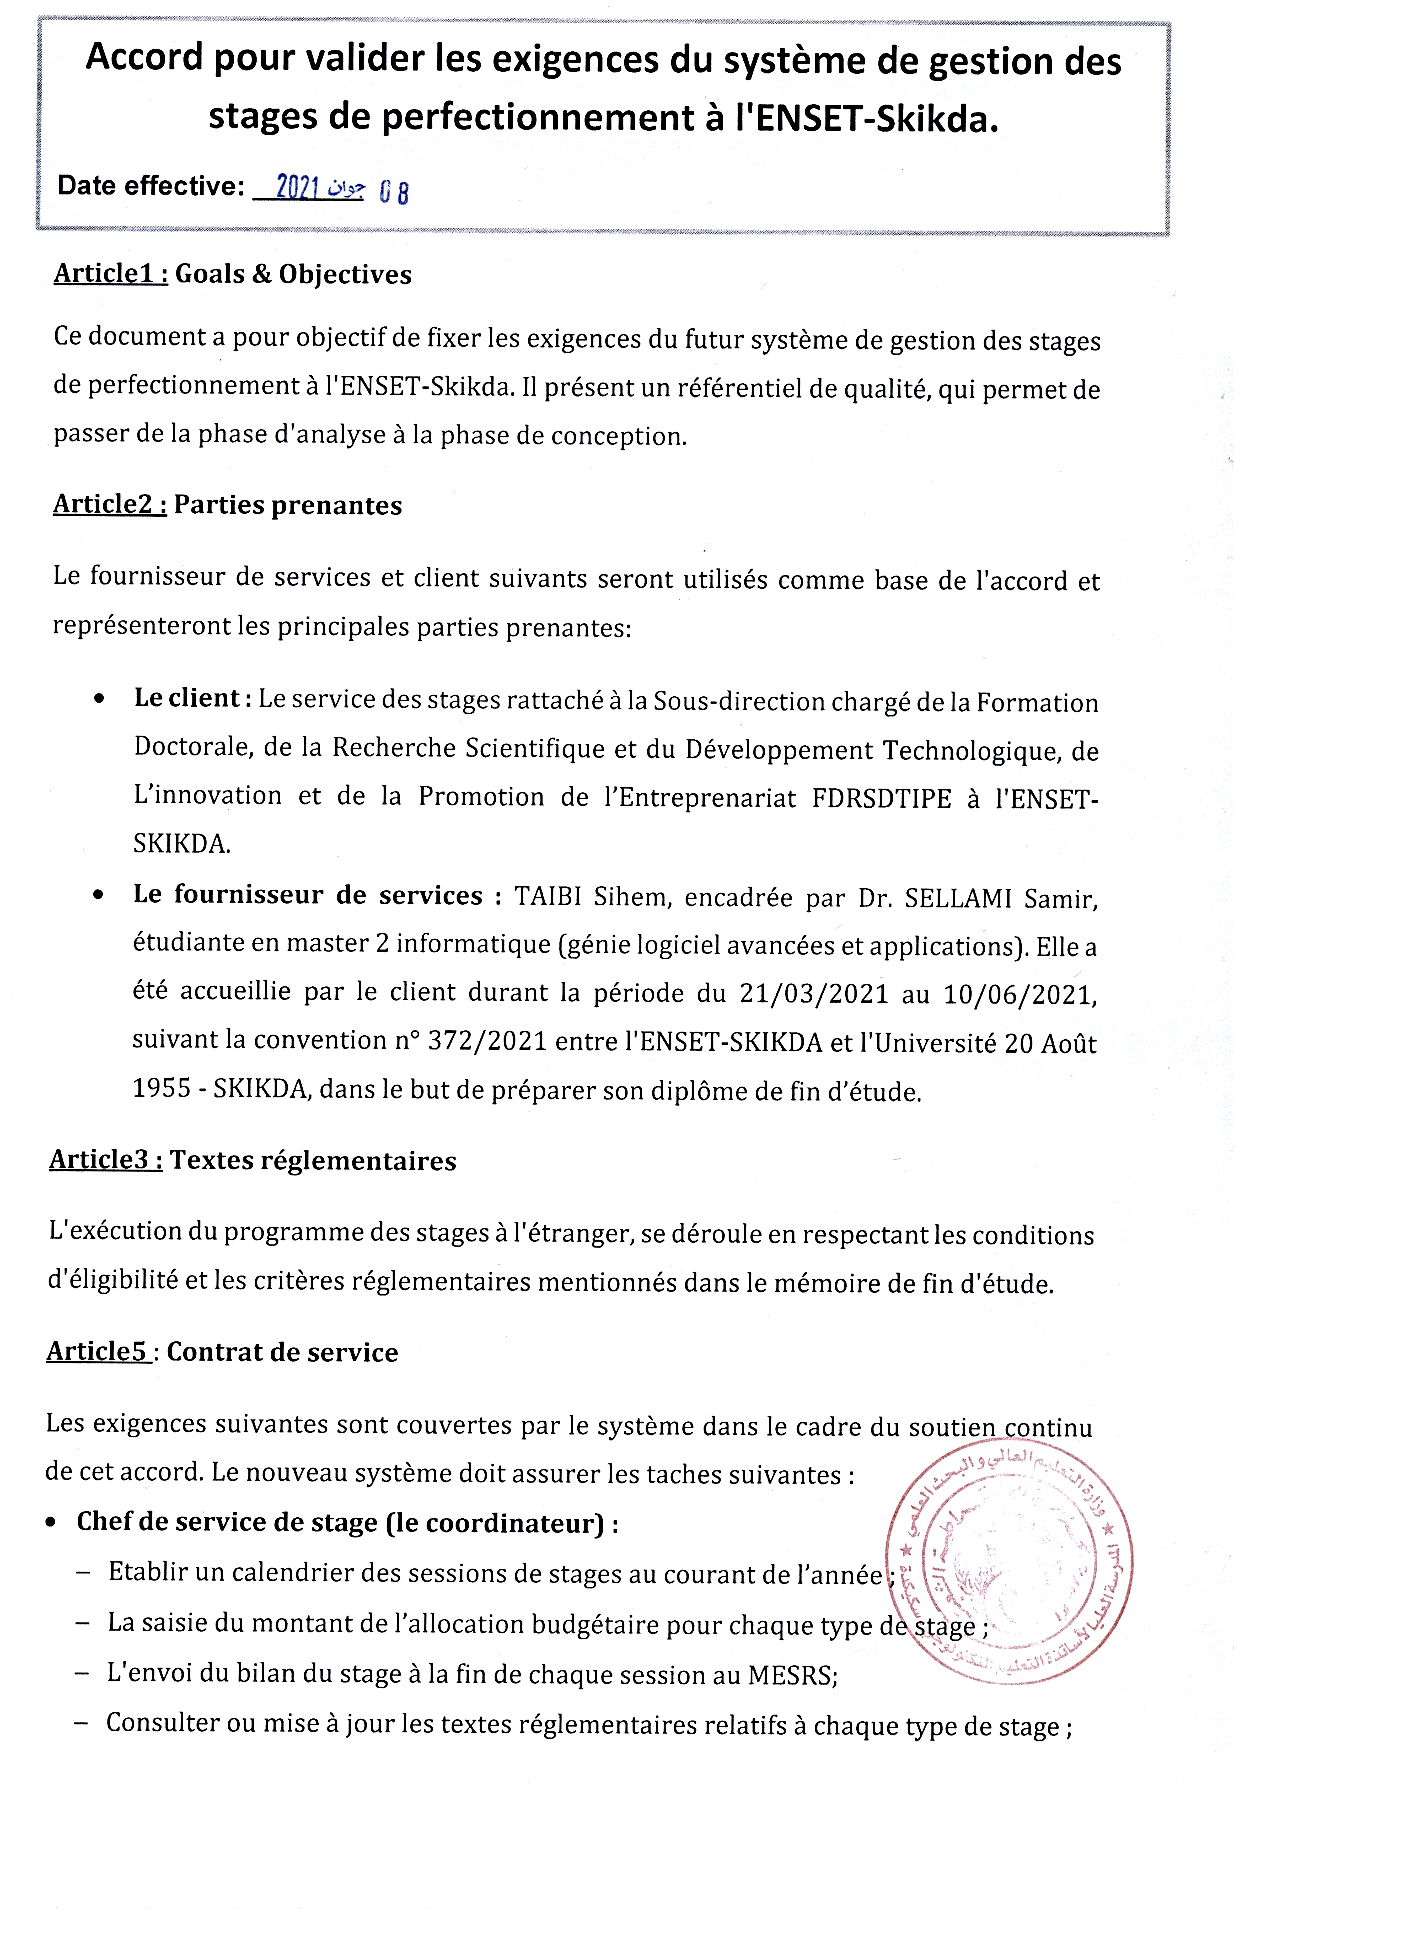 Accord pour valider les exigences du système de gestion des
stages de perfectionnement à l'ENSET-Skikda.
Date effective: 08 جوان 2021
Article1 : Goals & Objectives
Ce document a pour objectif de fixer les exigences du futur système de gestion des stages
de perfectionnement à l'ENSET-Skikda. Il présent un référentiel de qualité, qui permet de
passer de la phase d'analyse à la phase de conception.
Article2 : Parties prenantes
Le fournisseur de services et client suivants seront utilisés comme base de l'accord et
représenteront les principales parties prenantes:
• Le client : Le service des stages rattaché à la Sous-direction chargé de la Formation
Doctorale, de la Recherche Scientifique et du Développement Technologique, de
L’innovation et de la Promotion de l’Entreprenariat FDRSDTIPE à l'ENSET-
SKIKDA.
• Le fournisseur de services : TAIBI Sihem, encadrée par Dr. SELLAMI Samir,
étudiante en master 2 informatique (génie logiciel avancées et applications). Elle a
été accueillie par le client durant la période du 21/03/2021 au 10/06/2021,
suivant la convention n° 372/2021 entre l'ENSET-SKIKDA et l'Université 20 Août
1955 - SKIKDA, dans le but de préparer son diplôme de fin d’étude.
Article3 : Textes réglementaires
L'exécution du programme des stages à l'étranger, se déroule en respectant les conditions
d'éligibilité et les critères réglementaires mentionnés dans le mémoire de fin d'étude.
Article5 : Contrat de service
Les exigences suivantes sont couvertes par le système dans le cadre du soutien continu
de cet accord. Le nouveau système doit assurer les taches suivantes :
• Chef de service de stage (le coordinateur) :
– Etablir un calendrier des sessions de stages au courant de l’année ;
– La saisie du montant de l’allocation budgétaire pour chaque type de stage ;
– L'envoi du bilan du stage à la fin de chaque session au MESRS;
– Consulter ou mise à jour les textes réglementaires relatifs à chaque type de stage ;
وزارة التعليم العالي والبحث العلمي